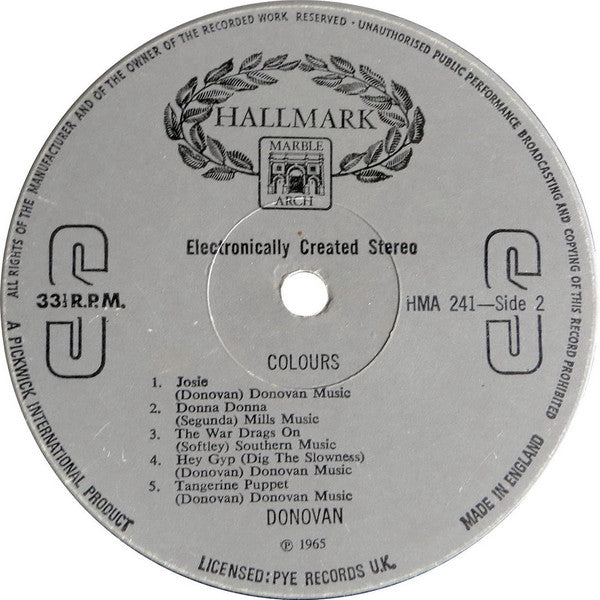 ALL RIGHTS OF THE MANUFACTURER AND OF THE OWNER OF THE RECORDED WORK RESERVED - UNAUTHORISED PUBLIC PERFORMANCE BROADCASTING AND COPYING OF THIS RECORD PROHIBITED
HALLMARK
MARBLE
ARCH
Electronically Created Stereo
S S
33⅓ R.P.M.
HMA 241—Side 2
COLOURS
1. Josie
(Donovan) Donovan Music
2. Donna Donna
(Segunda) Mills Music
3. The War Drags On
(Softley) Southern Music
4. Hey Gyp (Dig The Slowness)
(Donovan) Donovan Music
5. Tangerine Puppet
(Donovan) Donovan Music
DONOVAN
℗ 1965
A PICKWICK INTERNATIONAL PRODUCT
LICENSED: PYE RECORDS U.K.
MADE IN ENGLAND